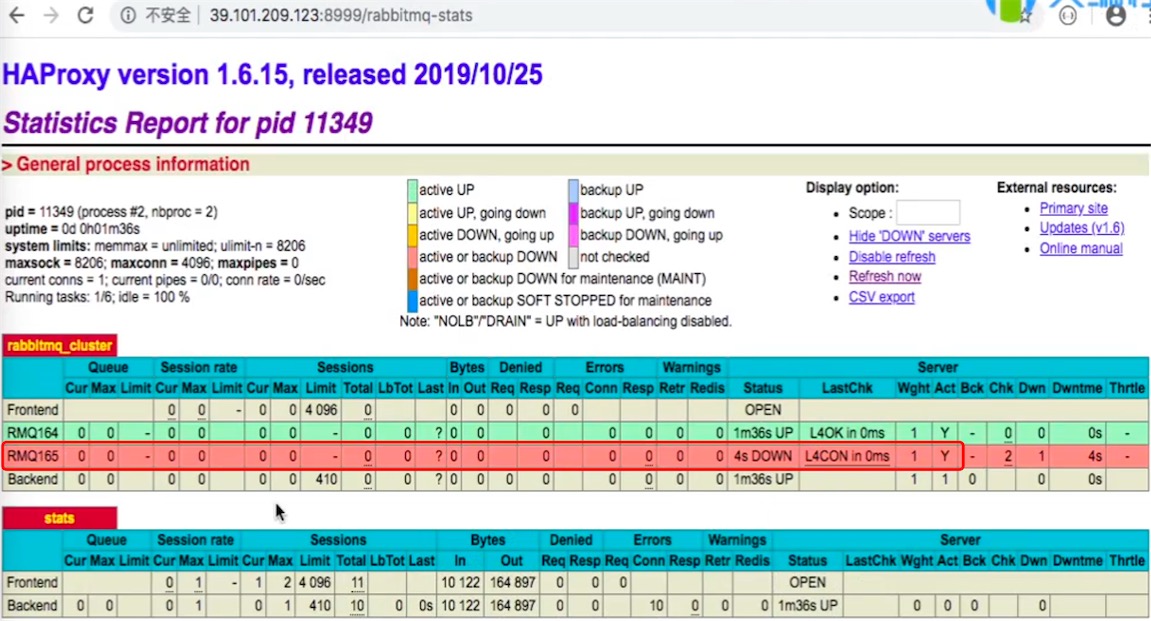 不安全 39.101.209.123:8999/rabbitmq-stats
HAProxy version 1.6.15, released 2019/10/25
Statistics Report for pid 11349
> General process information
pid = 11349 (process #2, nbproc = 2)
uptime = 0d 0h01m36s
system limits: memmax = unlimited; ulimit-n = 8206
maxsock = 8206; maxconn = 4096; maxpipes = 0
current conns = 1; current pipes = 0/0; conn rate = 0/sec
Running tasks: 1/6; idle = 100 %
active UP backup UP
active UP, going down backup UP, going down
active DOWN, going up backup DOWN, going up
active or backup DOWN not checked
active or backup DOWN for maintenance (MAINT)
active or backup SOFT STOPPED for maintenance
Note: "NOLB"/"DRAIN" = UP with load-balancing disabled.
Display option:
• Scope :
• Hide 'DOWN' servers
• Disable refresh
• Refresh now
• CSV export
External resources:
• Primary site
• Updates (v1.6)
• Online manual
rabbitmq_cluster
Queue Session rate Sessions Bytes Denied Errors Warnings Server
Cur Max Limit Cur Max Limit Cur Max Limit Total LbTot Last In Out Req Resp Req Conn Resp Retr Redis Status LastChk Wght Act Bck Chk Dwn Dwntme Thrtle
Frontend 0 0 - 0 0 4 096 0 0 0 0 0 0 OPEN
RMQ164 0 0 - 0 0 0 0 - 0 0 ? 0 0 0 0 0 0 0 1m36s UP L4OK in 0ms 1 Y - 0 0 0s -
RMQ165 0 0 - 0 0 0 0 - 0 0 ? 0 0 0 0 0 0 0 4s DOWN L4CON in 0ms 1 Y - 2 1 4s -
Backend 0 0 0 0 0 0 410 0 0 ? 0 0 0 0 0 0 0 0 1m36s UP 1 1 0 0 0s
stats
Queue Session rate Sessions Bytes Denied Errors Warnings Server
Cur Max Limit Cur Max Limit Cur Max Limit Total LbTot Last In Out Req Resp Req Conn Resp Retr Redis Status LastChk Wght Act Bck Chk Dwn Dwntme Thrtle
Frontend 0 1 - 1 2 4 096 11 10 122 164 897 0 0 0 OPEN
Backend 0 0 0 1 0 1 410 10 0 0s 10 122 164 897 0 0 10 0 0 0 1m36s UP 0 0 0 0